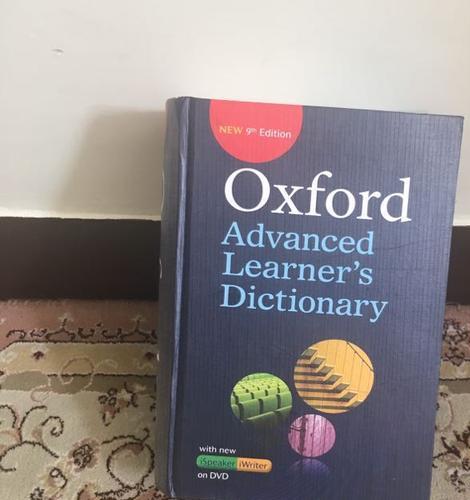 NEW 9th Edition
Oxford
Advanced
Learner's
Dictionary
with new
iSpeaker iWriter
on DVD